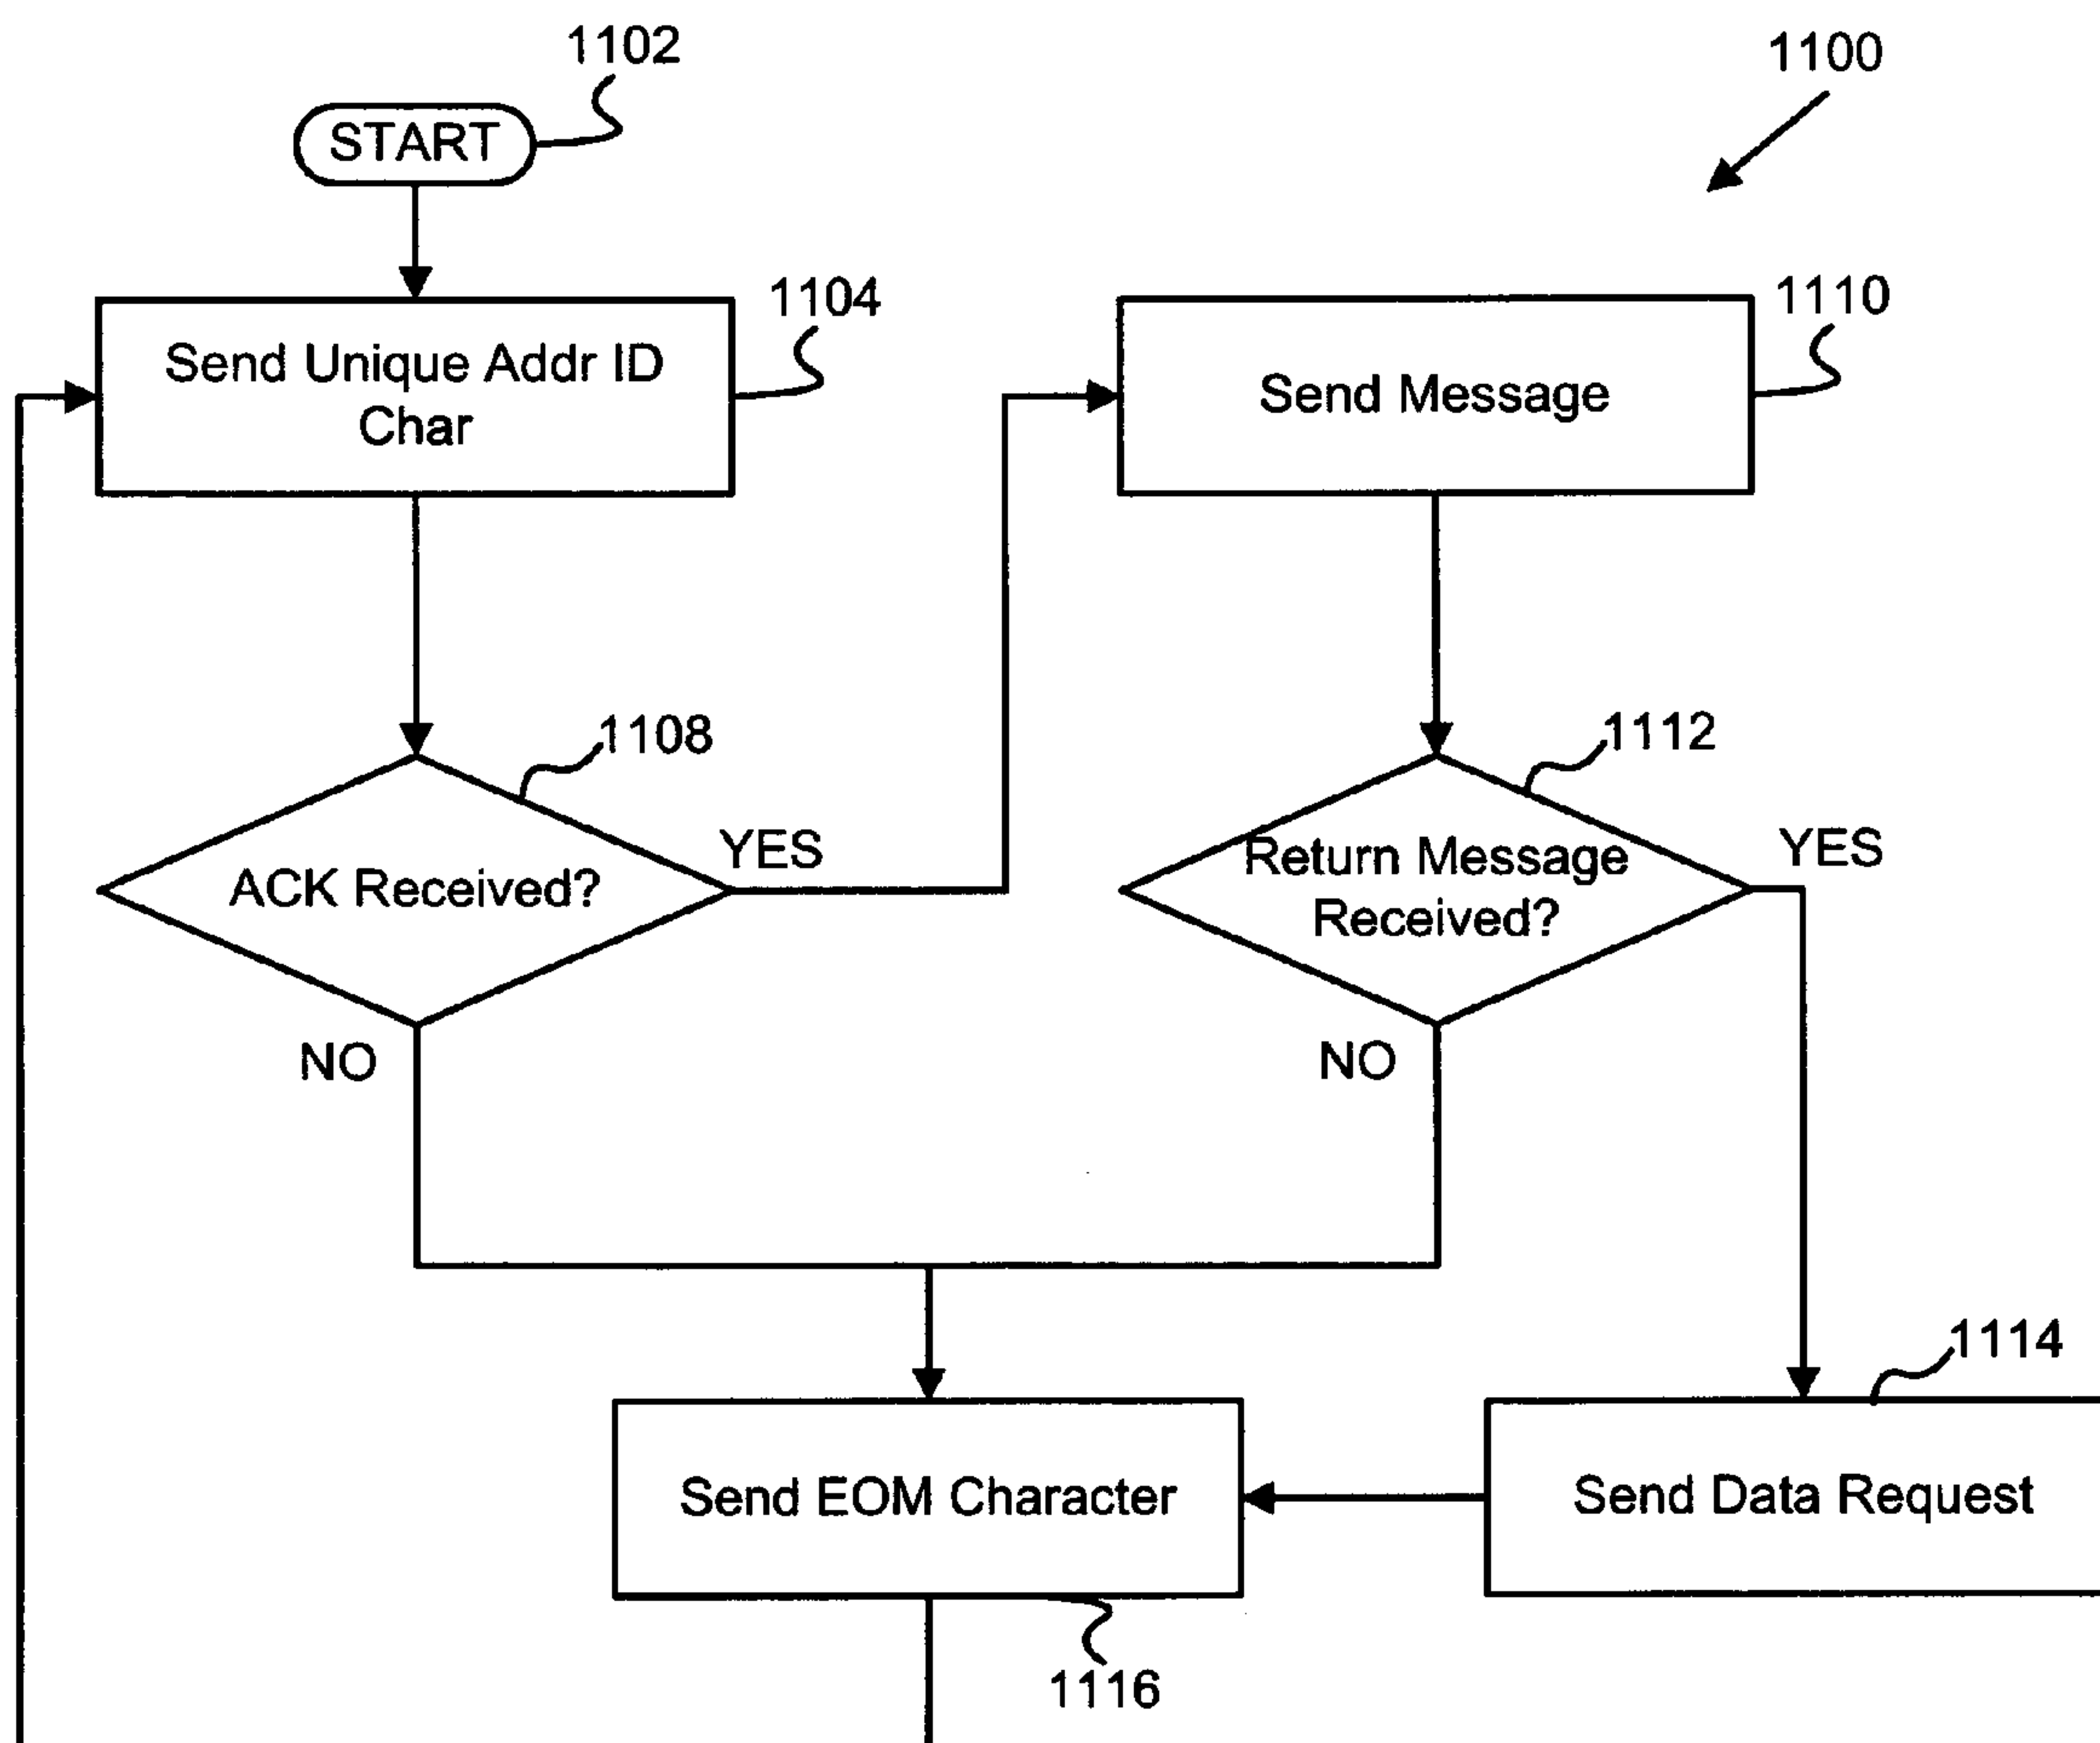 1102
1100
START
1104
1110
Send Unique Addr ID
Char
Send Message
1108
1112
YES
YES
ACK Received?
Return Message
Received?
NO
NO
1114
Send EOM Character
Send Data Request
1116